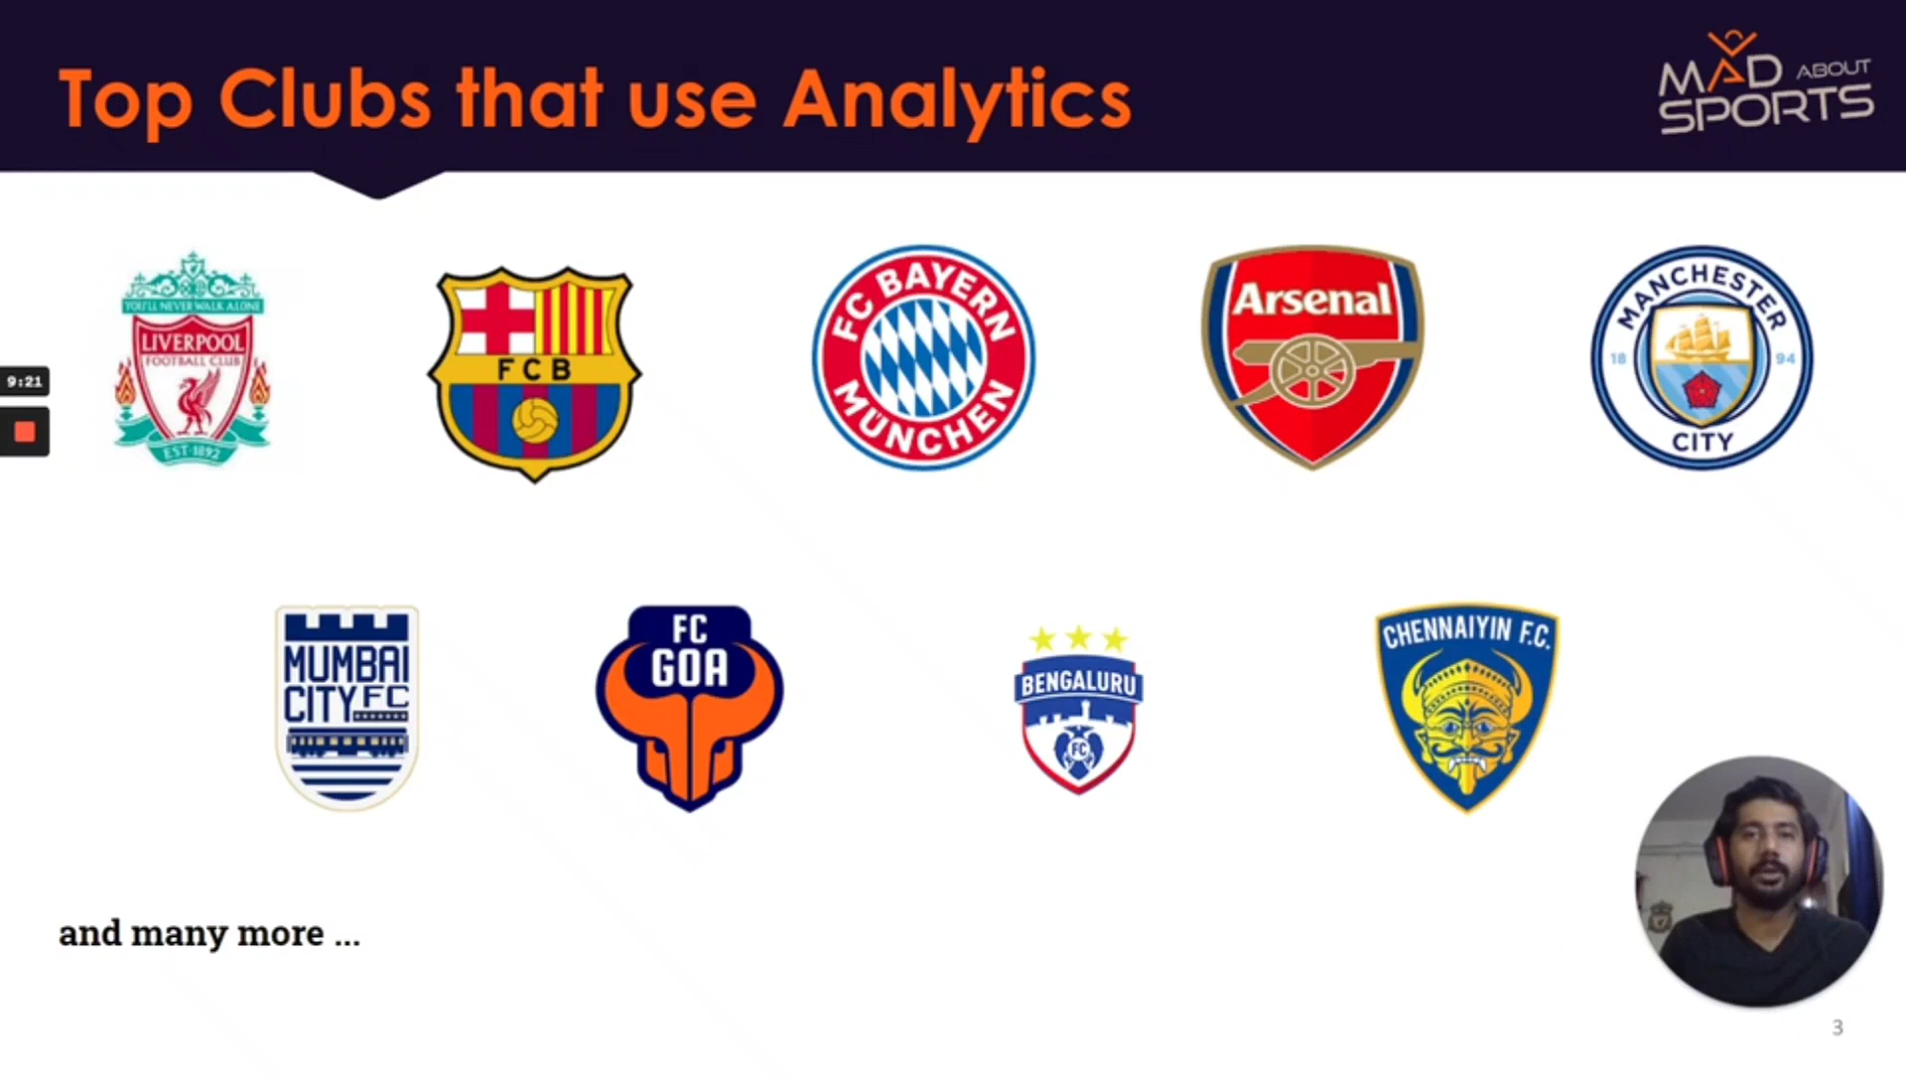 Top Clubs that use Analytics
MAD ABOUT
SPORTS
YOU'LL NEVER WALK ALONE
LIVERPOOL
FOOTBALL CLUB
EST·1892
FCB
FC BAYERN
MÜNCHEN
Arsenal
MANCHESTER
18 94
CITY
9:21
MUMBAI
CITY FC
FC
GOA
BENGALURU
FC
CHENNAIYIN F.C.
and many more ...
3